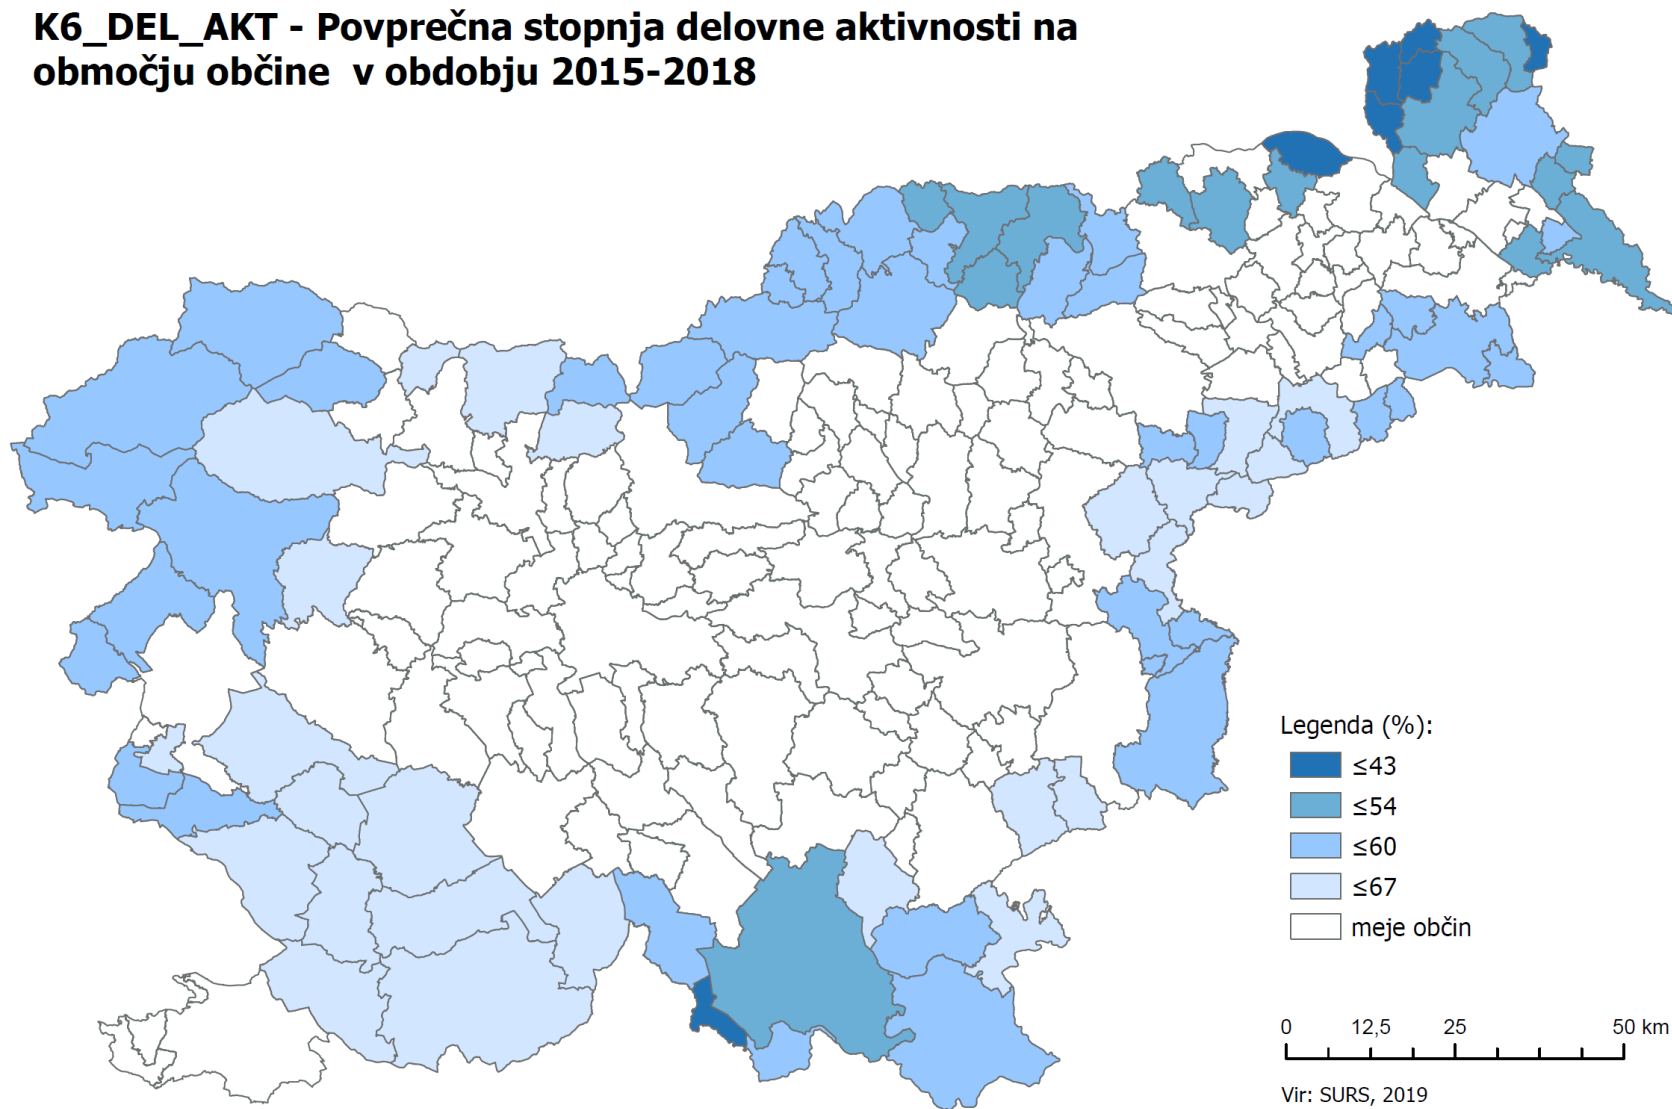 K6_DEL_AKT - Povprečna stopnja delovne aktivnosti na
območju občine v obdobju 2015-2018
Legenda (%):
≤43
≤54
≤60
≤67
meje občin
0 12,5 25 50 km
Vir: SURS, 2019